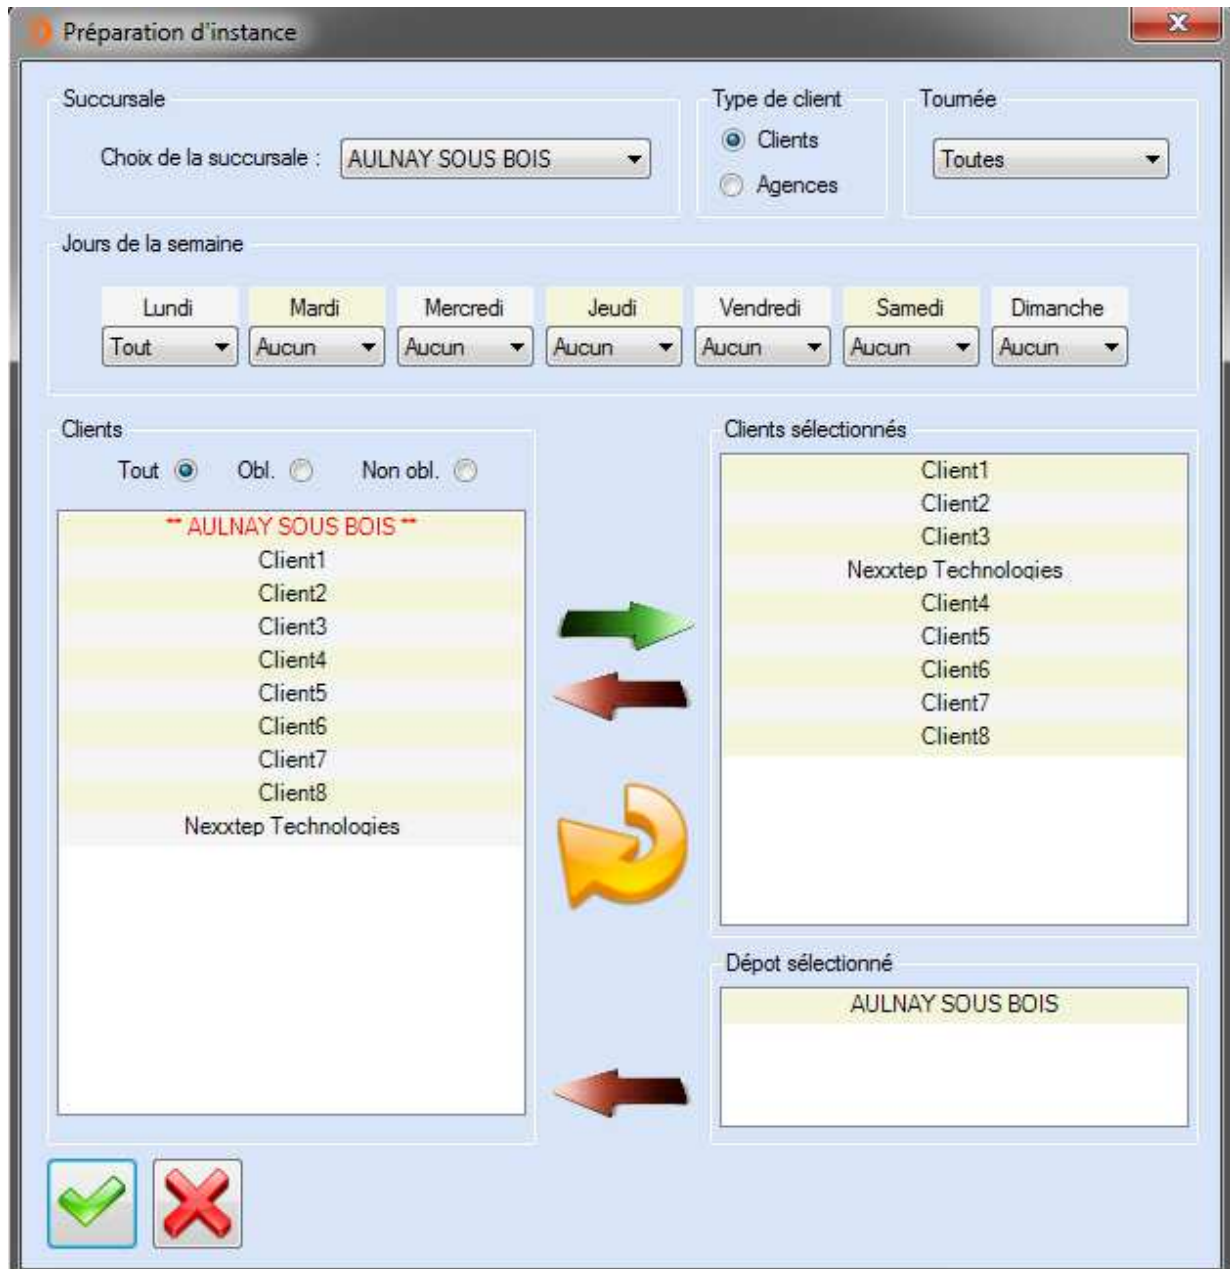 Préparation d'instance
Succursale
Choix de la succursale : AULNAY SOUS BOIS
Type de client
Clients
Agences
Tournée
Toutes
Jours de la semaine
Lundi Mardi Mercredi Jeudi Vendredi Samedi Dimanche
Tout Aucun Aucun Aucun Aucun Aucun Aucun
Clients
Tout Obl. Non obl.
** AULNAY SOUS BOIS **
Client1
Client2
Client3
Client4
Client5
Client6
Client7
Client8
Nexxtep Technologies
Clients sélectionnés
Client1
Client2
Client3
Nexxtep Technologies
Client4
Client5
Client6
Client7
Client8
Dépot sélectionné
AULNAY SOUS BOIS